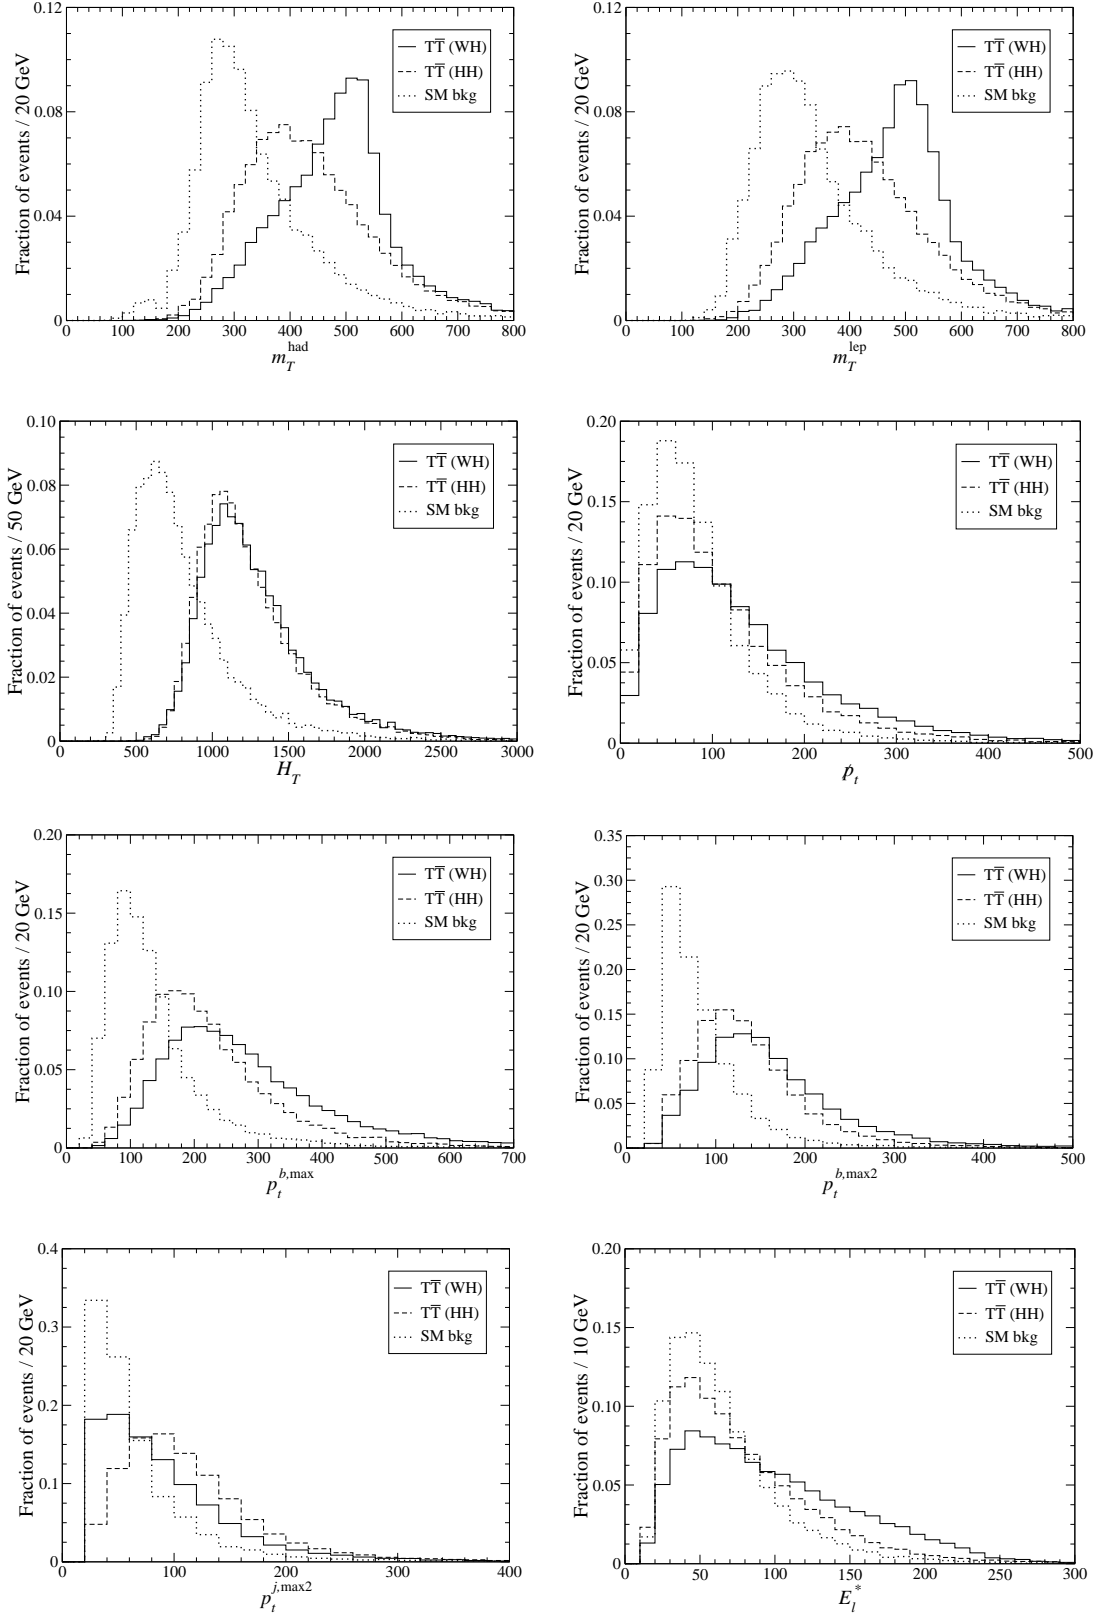 0.12
0.08
0.04
0
Fraction of events / 20 GeV
TT̅ (WH)
TT̅ (HH)
SM bkg
0 100 200 300 400 500 600 700 800
m_T^had
0.12
0.08
0.04
0
Fraction of events / 20 GeV
TT̅ (WH)
TT̅ (HH)
SM bkg
0 100 200 300 400 500 600 700 800
m_T^lep
0.10
0.08
0.06
0.04
0.02
0
Fraction of events / 50 GeV
TT̅ (WH)
TT̅ (HH)
SM bkg
0 500 1000 1500 2000 2500 3000
H_T
0.20
0.15
0.10
0.05
0
Fraction of events / 20 GeV
TT̅ (WH)
TT̅ (HH)
SM bkg
0 100 200 300 400 500
p̸_t
0.20
0.15
0.10
0.05
0
Fraction of events / 20 GeV
TT̅ (WH)
TT̅ (HH)
SM bkg
0 100 200 300 400 500 600 700
p_t^b,max
0.35
0.30
0.25
0.20
0.15
0.10
0.05
0
Fraction of events / 20 GeV
TT̅ (WH)
TT̅ (HH)
SM bkg
0 100 200 300 400 500
p_t^b,max2
0.4
0.3
0.2
0.1
0
Fraction of events / 20 GeV
TT̅ (WH)
TT̅ (HH)
SM bkg
0 100 200 300 400
p_t^j,max2
0.20
0.15
0.10
0.05
0
Fraction of events / 10 GeV
TT̅ (WH)
TT̅ (HH)
SM bkg
0 50 100 150 200 250 300
E_l^*